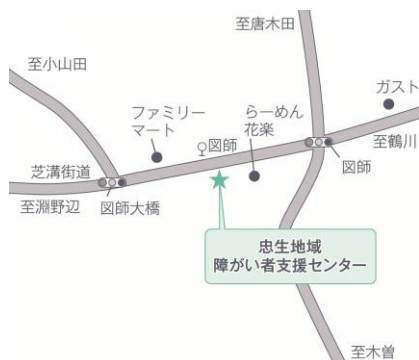 至唐木田
至小山田
ガスト
ファミリー
マート
らーめん
花楽
図師
至鶴川
図師
芝溝街道
至淵野辺
図師大橋
忠生地域
障がい者支援センター
至木曽